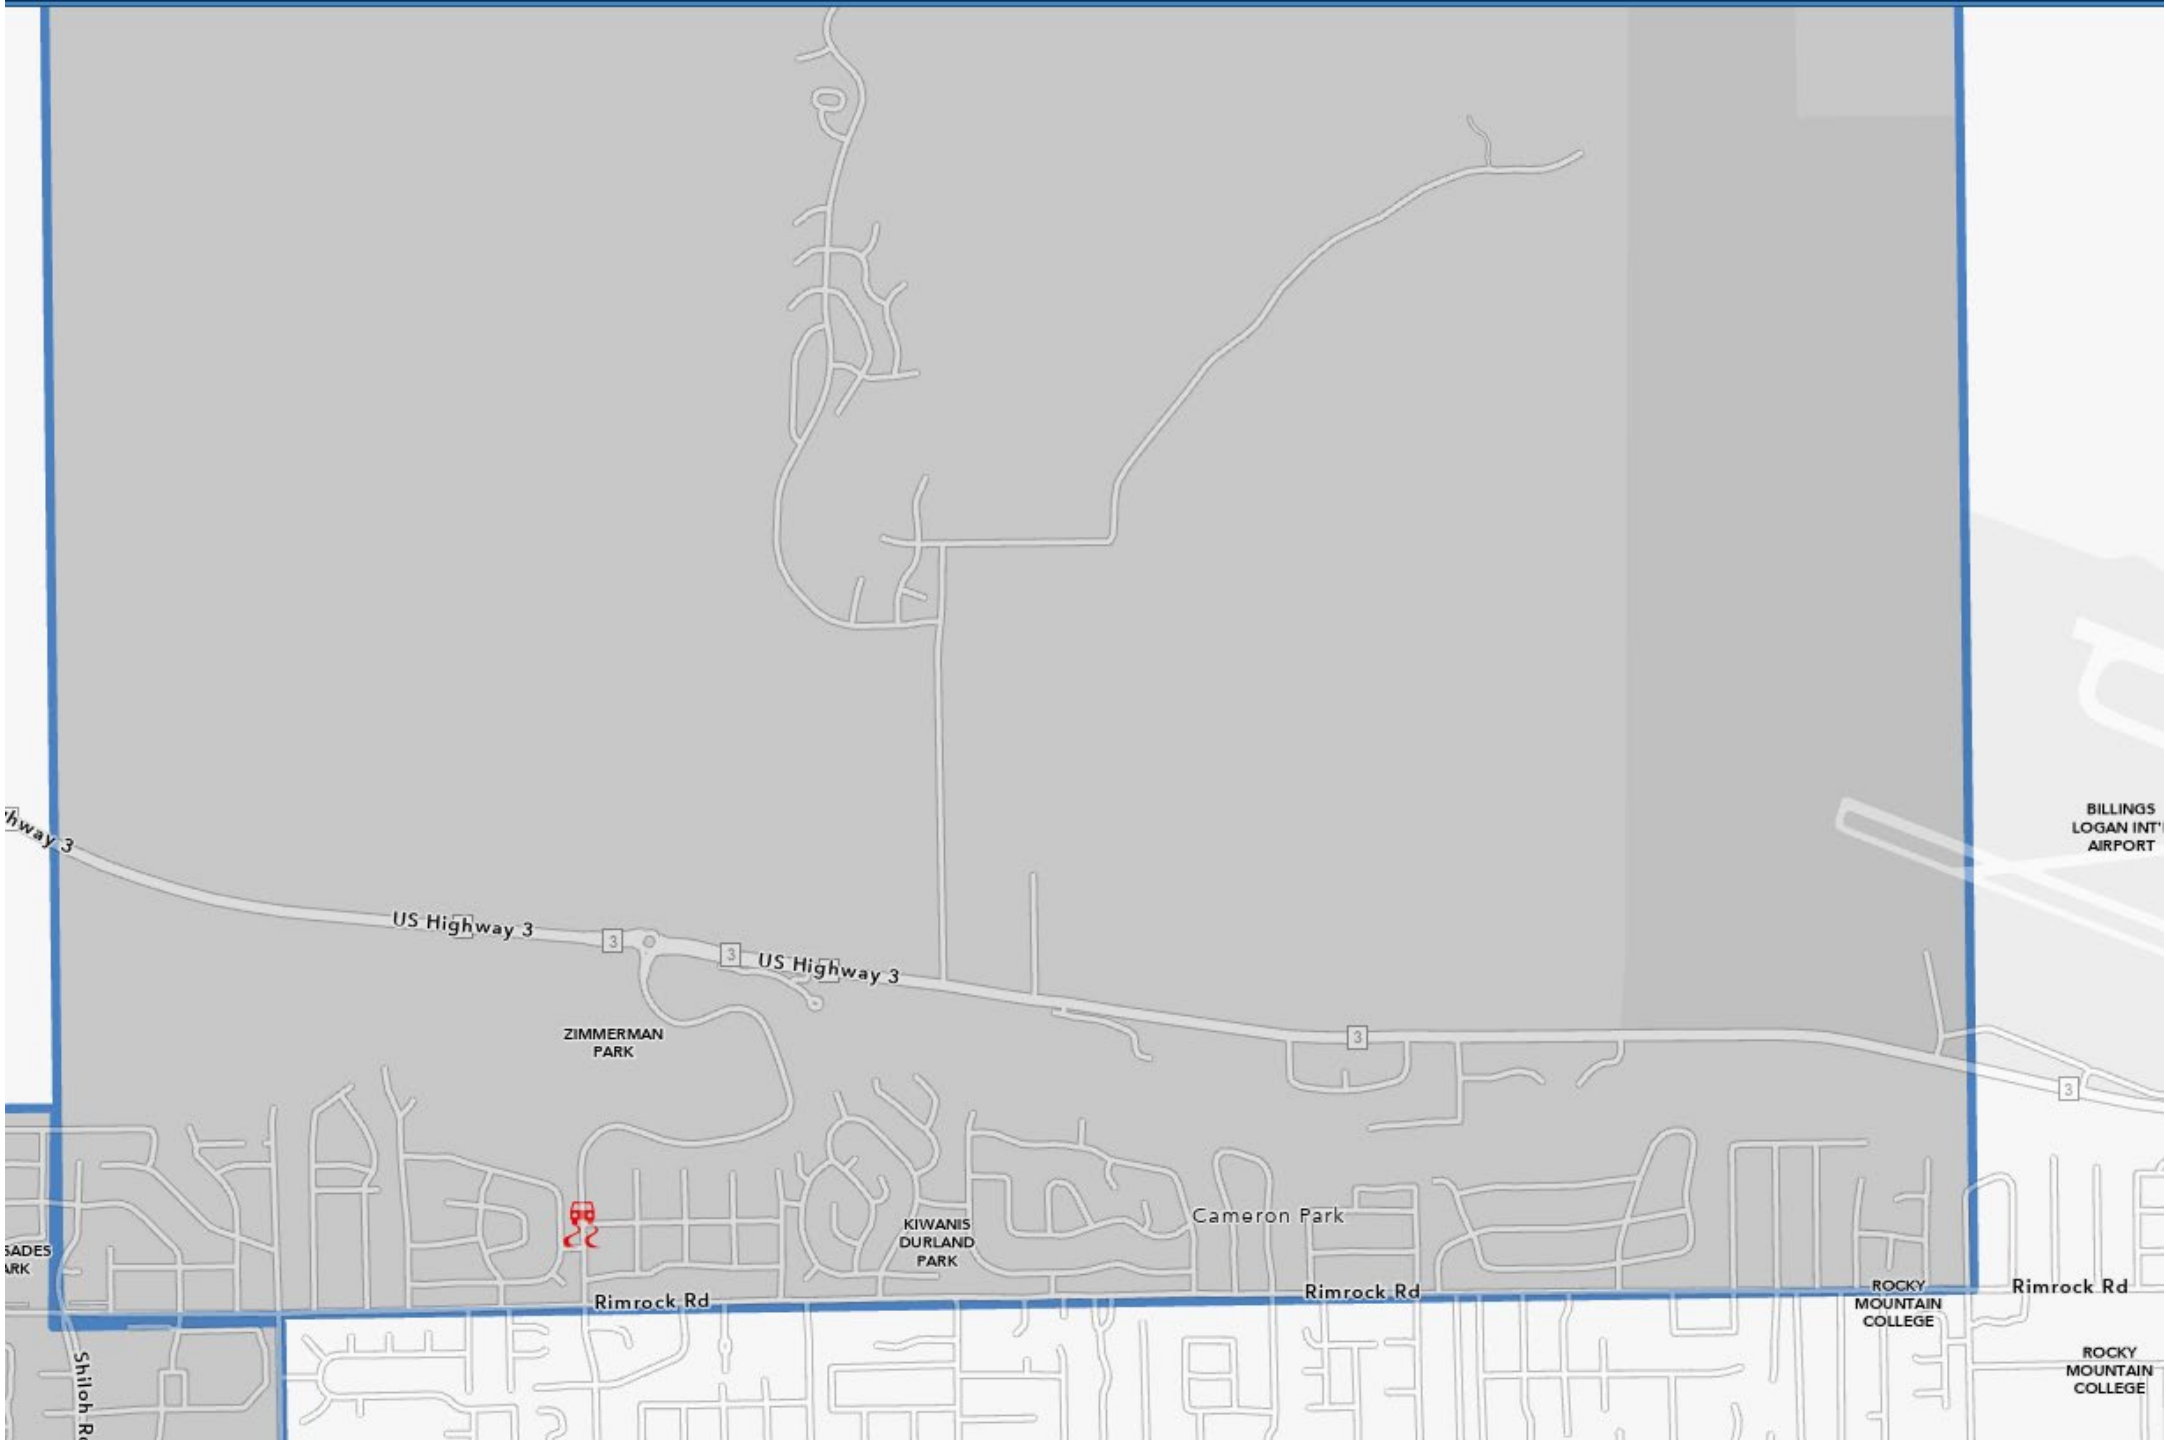 hway 3
BILLINGS
LOGAN INT'
AIRPORT
US Highway 3
3
3
US Highway 3
ZIMMERMAN
PARK
3
3
KIWANIS
DURLAND
PARK
Cameron Park
SADES
ARK
Rimrock Rd
Rimrock Rd
ROCKY
MOUNTAIN
COLLEGE
Rimrock Rd
Shiloh Rd
ROCKY
MOUNTAIN
COLLEGE